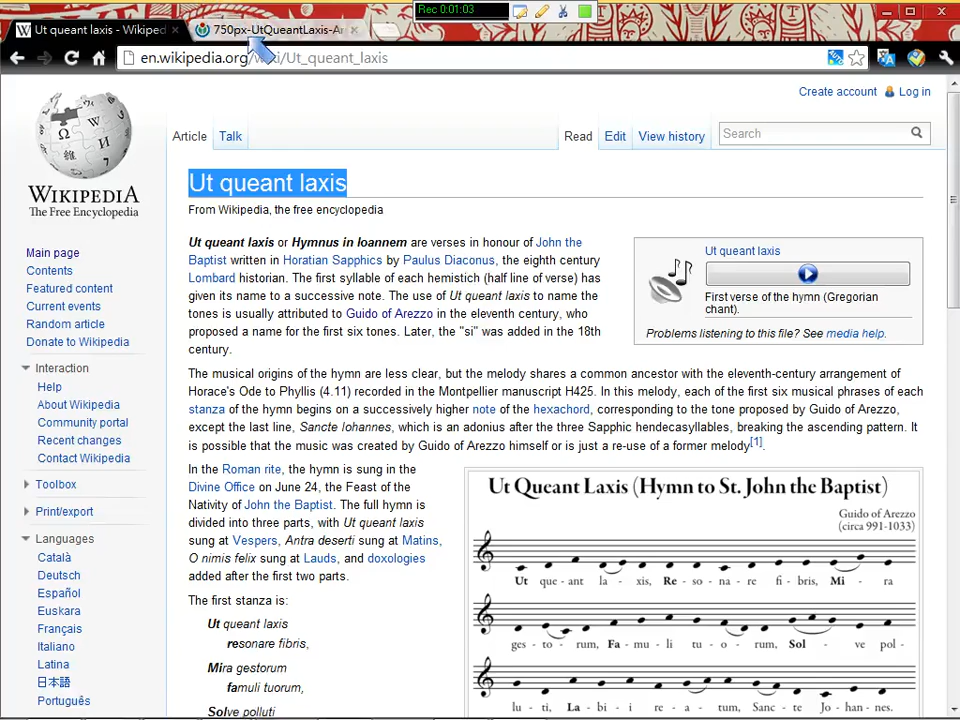 Rec 0:01:03
Ut queant laxis - Wikiped
750px-UtQueantLaxis-Ar
en.wikipedia.org/wiki/Ut_queant_laxis
Create account Log in
Article Talk Read Edit View history Search
WIKIPEDIA
The Free Encyclopedia
Main page
Contents
Featured content
Current events
Random article
Donate to Wikipedia
Interaction
Help
About Wikipedia
Community portal
Recent changes
Contact Wikipedia
Toolbox
Print/export
Languages
Català
Deutsch
Español
Euskara
Français
Italiano
Latina
日本語
Português
Ut queant laxis
From Wikipedia, the free encyclopedia
Ut queant laxis or Hymnus in Ioannem are verses in honour of John the
Baptist written in Horatian Sapphics by Paulus Diaconus, the eighth century
Lombard historian. The first syllable of each hemistich (half line of verse) has
given its name to a successive note. The use of Ut queant laxis to name the
tones is usually attributed to Guido of Arezzo in the eleventh century, who
proposed a name for the first six tones. Later, the "si" was added in the 18th
century.
Ut queant laxis
First verse of the hymn (Gregorian
chant).
Problems listening to this file? See media help.
The musical origins of the hymn are less clear, but the melody shares a common ancestor with the eleventh-century arrangement of
Horace's Ode to Phyllis (4.11) recorded in the Montpellier manuscript H425. In this melody, each of the first six musical phrases of each
stanza of the hymn begins on a successively higher note of the hexachord, corresponding to the tone proposed by Guido of Arezzo,
except the last line, Sancte Iohannes, which is an adonius after the three Sapphic hendecasyllables, breaking the ascending pattern. It
is possible that the music was created by Guido of Arezzo himself or is just a re-use of a former melody[1].
In the Roman rite, the hymn is sung in the
Divine Office on June 24, the Feast of the
Nativity of John the Baptist. The full hymn is
divided into three parts, with Ut queant laxis
sung at Vespers, Antra deserti sung at Matins,
O nimis felix sung at Lauds, and doxologies
added after the first two parts.
The first stanza is:
Ut queant laxis
resonare fibris,
Mira gestorum
famuli tuorum,
Solve polluti
Ut Queant Laxis (Hymn to St. John the Baptist)
Guido of Arezzo
(circa 991-1033)
Ut que - ant la - xis, Re - so - na - re fi - bris, Mi - ra
ges - to - rum, Fa - mu - li tu - o - rum, Sol - ve pol -
lu - ti, La - bi - i re - a - tum, Sanc - te Jo - han - nes.